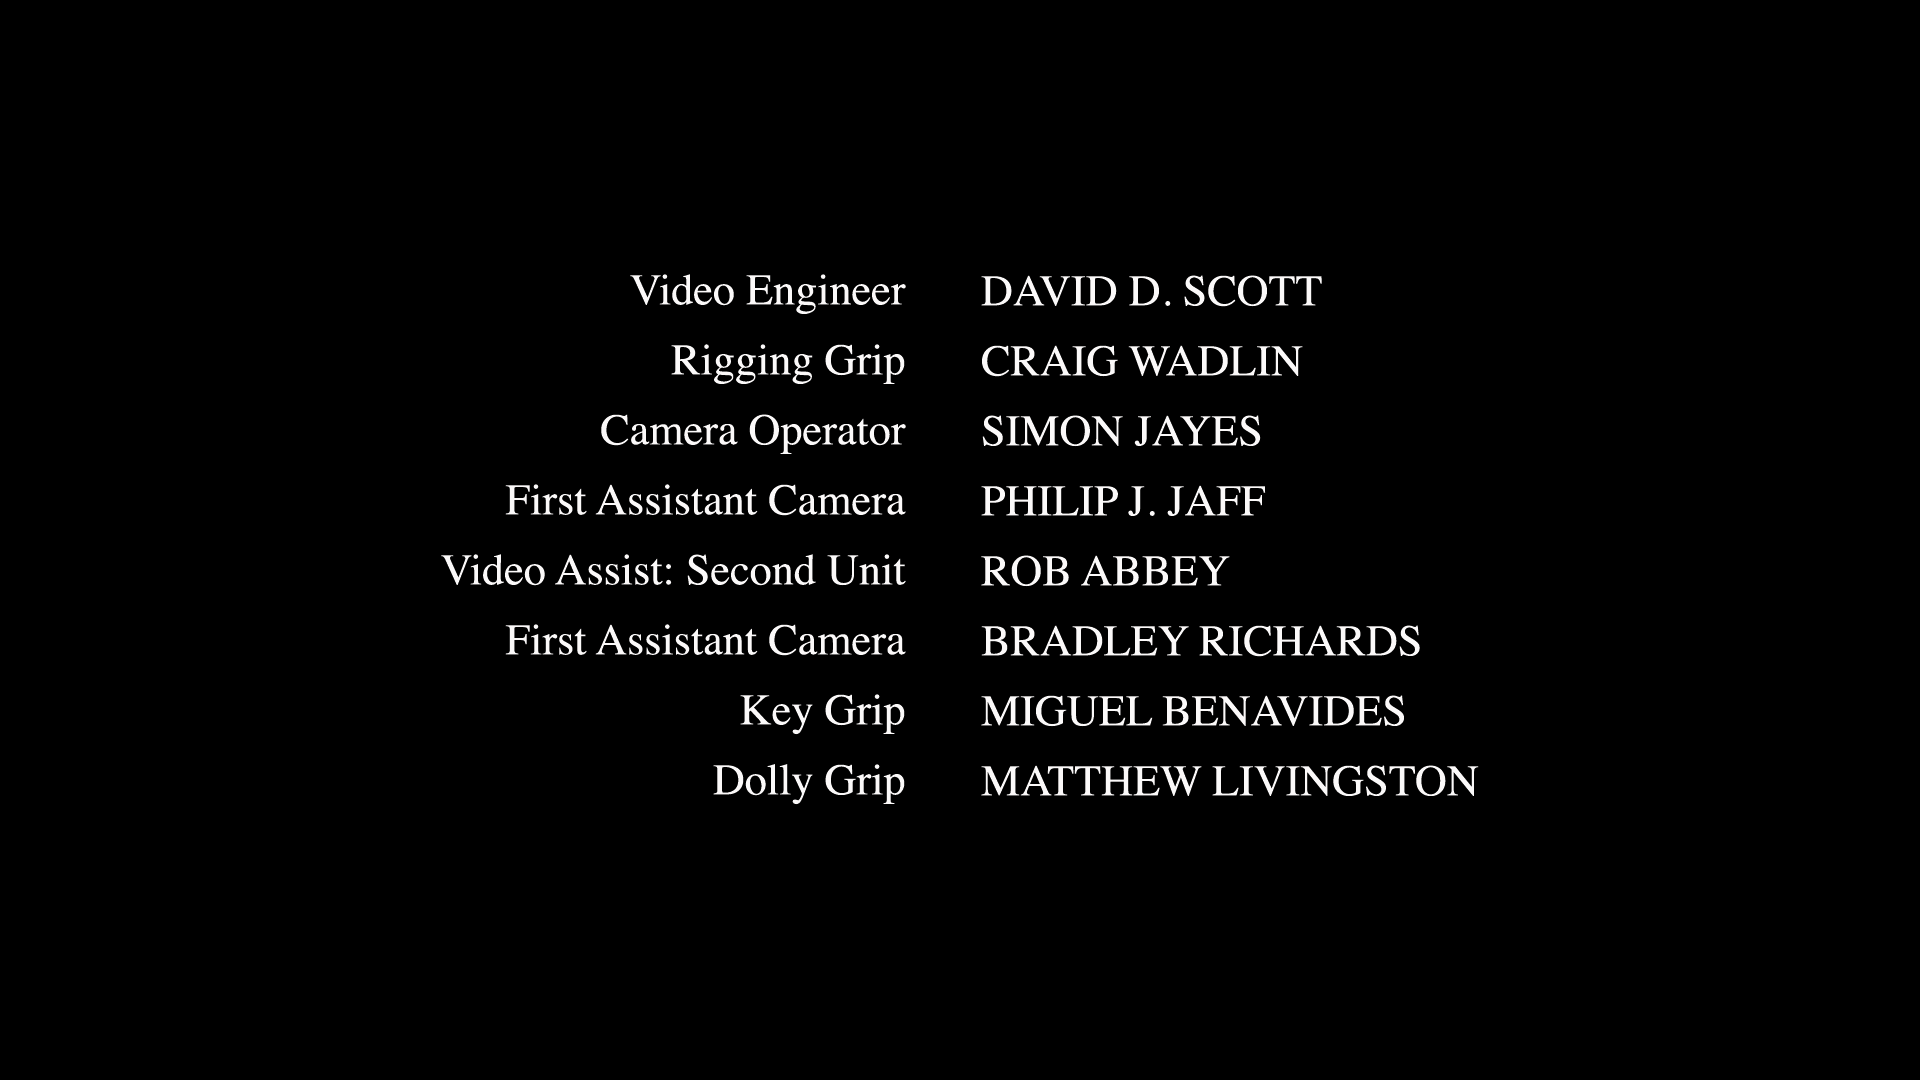 Video Engineer DAVID D. SCOTT
Rigging Grip CRAIG WADLIN
Camera Operator SIMON JAYES
First Assistant Camera PHILIP J. JAFF
Video Assist: Second Unit ROB ABBEY
First Assistant Camera BRADLEY RICHARDS
Key Grip MIGUEL BENAVIDES
Dolly Grip MATTHEW LIVINGSTON